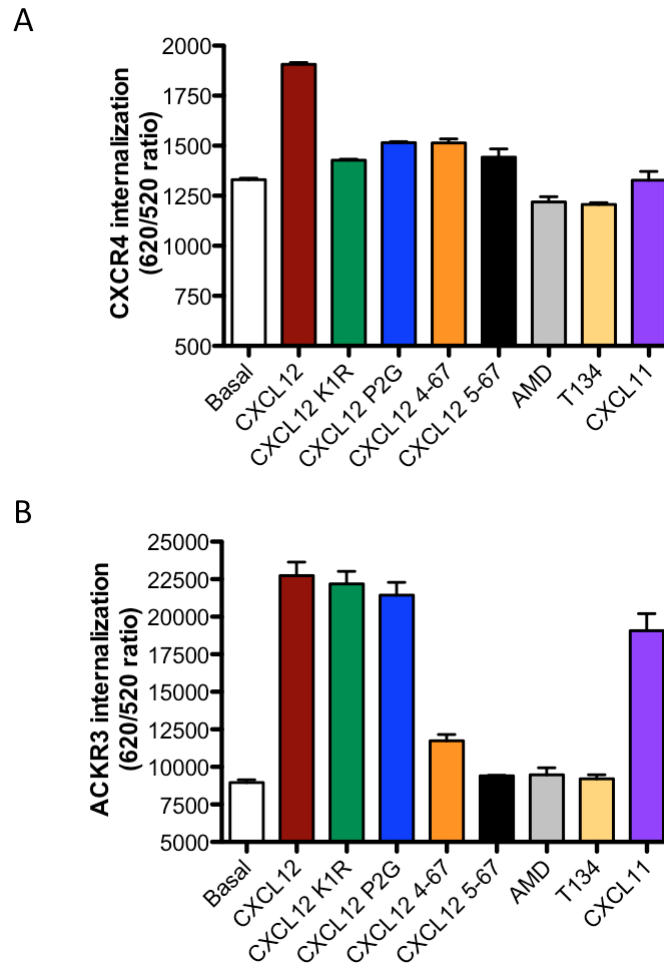 A
CXCR4 internalization
(620/520 ratio)
2000
1750
1500
1250
1000
750
500
Basal
CXCL12
CXCL12 K1R
CXCL12 P2G
CXCL12 4-67
CXCL12 5-67
AMD
T134
CXCL11
B
ACKR3 internalization
(620/520 ratio)
25000
22500
20000
17500
15000
12500
10000
7500
5000
Basal
CXCL12
CXCL12 K1R
CXCL12 P2G
CXCL12 4-67
CXCL12 5-67
AMD
T134
CXCL11